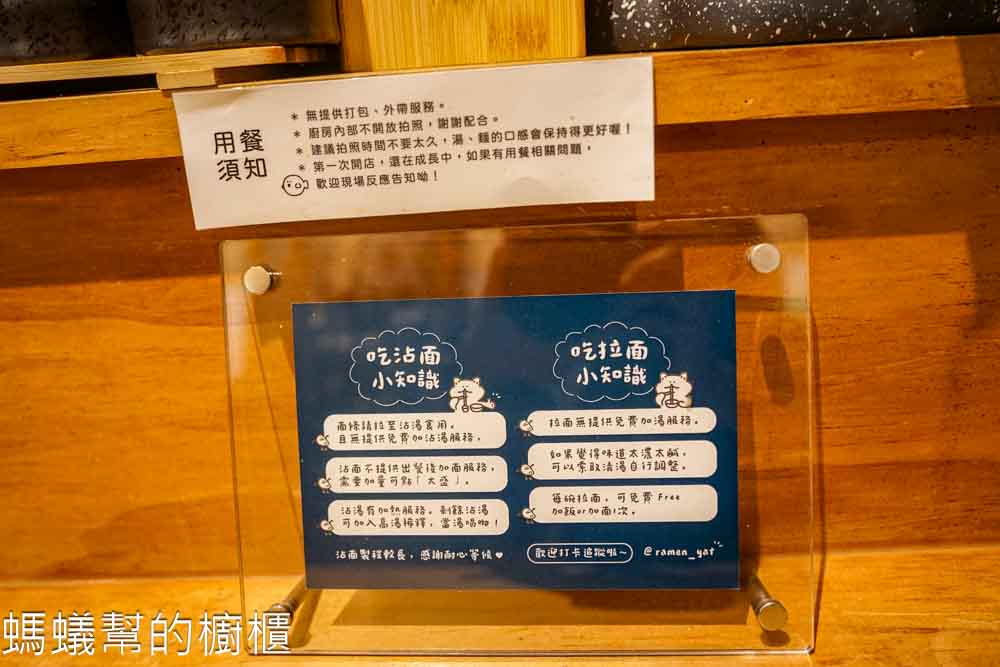 用餐
須知
* 無提供打包、外帶服務。
* 廚房內部不開放拍照，謝謝配合。
* 建議拍照時間不要太久，湯、麵的口感會保持得更好喔！
* 第一次開店，還在成長中，如果有用餐相關問題，
歡迎現場反應告知呦！
吃沾面
小知識
面條請拉至沾湯食用。
且無提供免費加沾湯服務。
沾面不提供出餐後加面服務，
需要加量可點「大盛」。
沾湯有加熱服務。剩餘沾湯
可加入高湯稀釋，當湯喝啦！
沾面製程較長，感謝耐心等候♥
吃拉面
小知識
拉面無提供免費加湯服務。
如果覺得味道太濃太鹹，
可以索取清湯自行調整。
每碗拉面，可免費 Free
加飯or加面1次。
歡迎打卡追蹤啦~
@ramen_yat
螞蟻幫的櫥櫃